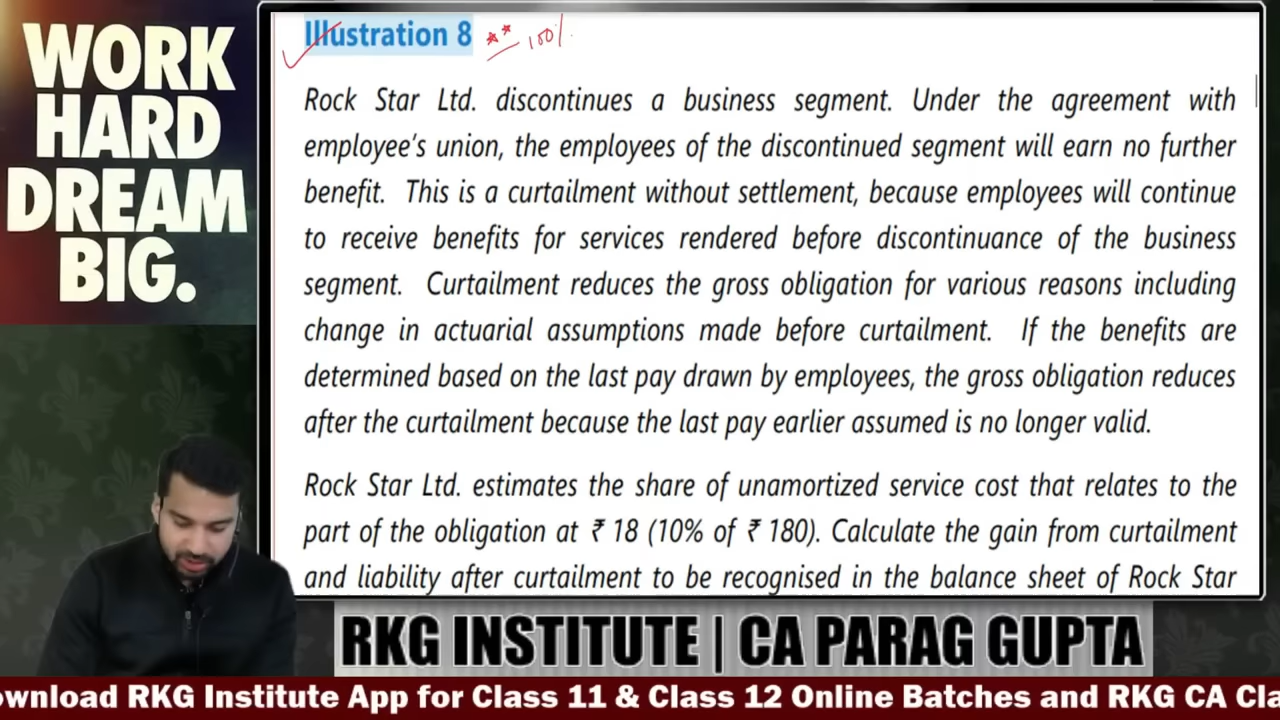 WORK
HARD
DREAM
BIG.
Illustration 8
100%
Rock Star Ltd. discontinues a business segment. Under the agreement with
employee's union, the employees of the discontinued segment will earn no further
benefit. This is a curtailment without settlement, because employees will continue
to receive benefits for services rendered before discontinuance of the business
segment. Curtailment reduces the gross obligation for various reasons including
change in actuarial assumptions made before curtailment. If the benefits are
determined based on the last pay drawn by employees, the gross obligation reduces
after the curtailment because the last pay earlier assumed is no longer valid.
Rock Star Ltd. estimates the share of unamortized service cost that relates to the
part of the obligation at ₹ 18 (10% of ₹ 180). Calculate the gain from curtailment
and liability after curtailment to be recognised in the balance sheet of Rock Star
RKG INSTITUTE | CA PARAG GUPTA
ownload RKG Institute App for Class 11 & Class 12 Online Batches and RKG CA Cla